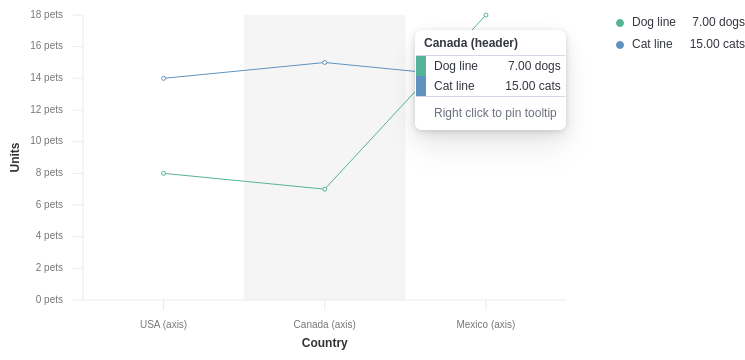 18 pets
16 pets
14 pets
12 pets
10 pets
8 pets
6 pets
4 pets
2 pets
0 pets
Units
USA (axis)
Canada (axis)
Mexico (axis)
Country
Canada (header)
Dog line 7.00 dogs
Cat line 15.00 cats
Right click to pin tooltip
Dog line 7.00 dogs
Cat line 15.00 cats